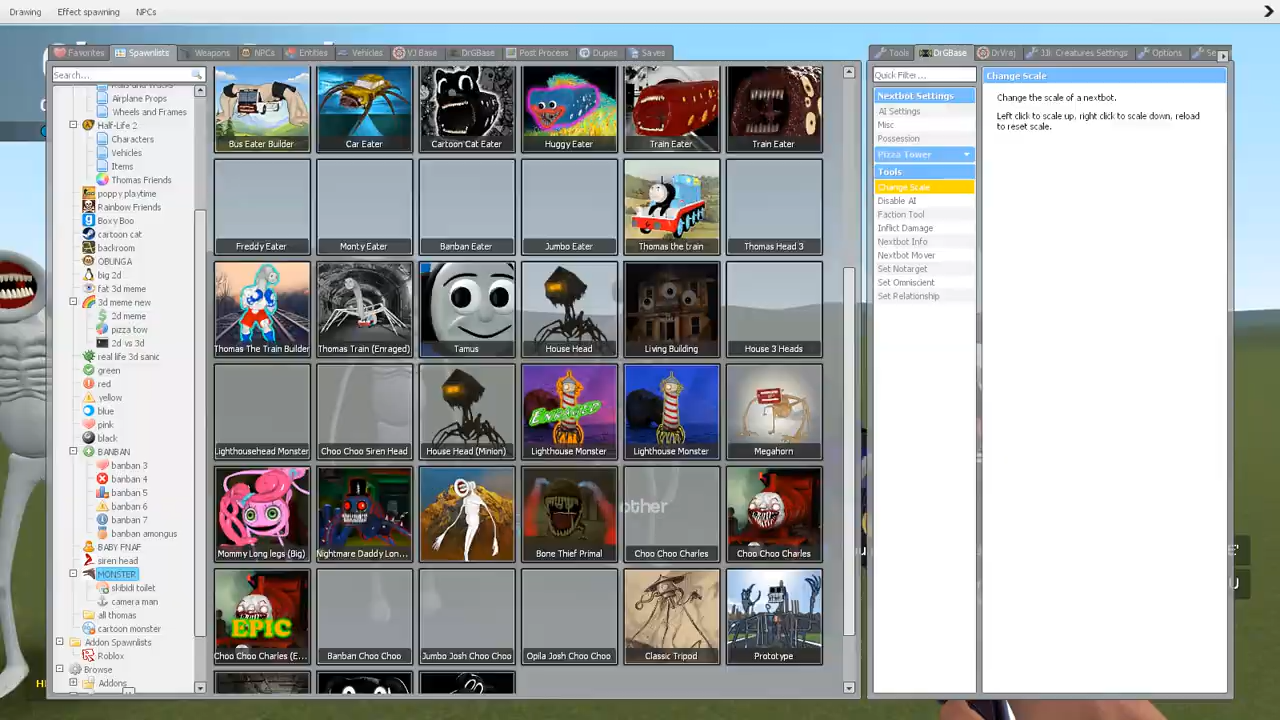 Drawing Effect spawning NPCs
Favorites Spawnlists Weapons NPCs Entities Vehicles VJ Base DrGBase Post Process Dupes Saves
Search...
Airplane Props
Wheels and Frames
Half-Life 2
Characters
Vehicles
Items
Thomas Friends
poppy playtime
Rainbow Friends
Boxy Boo
cartoon cat
backroom
OBUNGA
big 2d
fat 3d meme
3d meme new
2d meme
pizza tow
2d vs 3d
real life 3d sanic
green
red
yellow
blue
pink
black
BANBAN
banban 3
banban 4
banban 5
banban 6
banban 7
banban amongus
BABY FNAF
siren head
MONSTER
skibidi toilet
camera man
all thomas
cartoon monster
Addon Spawnlists
Roblox
Browse
Addons
Bus Eater Builder Car Eater Cartoon Cat Eater Huggy Eater Train Eater Train Eater
Freddy Eater Monty Eater Banban Eater Jumbo Eater Thomas the train Thomas Head 3
Thomas The Train Builder Thomas Train (Enraged) Tamus House Head Living Building House 3 Heads
ENRAGED
Lighthousehead Monster Choo Choo Siren Head House Head (Minion) Lighthouse Monster Lighthouse Monster Megahorn
other
Mommy Long legs (Big) Nightmare Daddy Lon... Bone Thief Primal Choo Choo Charles Choo Choo Charles
EPIC
Choo Choo Charles (E... Banban Choo Choo Jumbo Josh Choo Choo Opila Josh Choo Choo Classic Tripod Prototype
Tools DrGBase DrVraj JJL Creatures Settings Options Se
Quick Filter...
Nextbot Settings
AI Settings
Misc
Possession
Pizza Tower
Tools
Change Scale
Disable AI
Faction Tool
Inflict Damage
Nextbot Info
Nextbot Mover
Set Notarget
Set Omniscient
Set Relationship
Change Scale
Change the scale of a nextbot.
Left click to scale up, right click to scale down, reload
to reset scale.